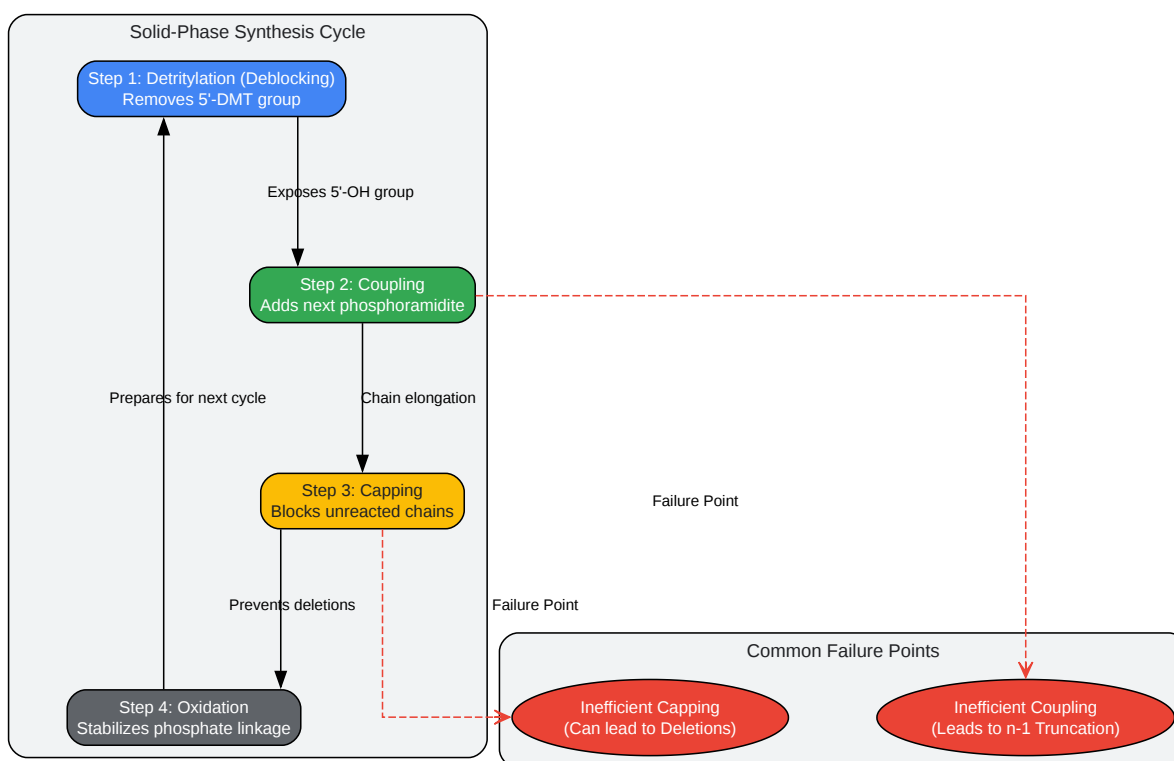 Solid-Phase Synthesis Cycle
Step 1: Detritylation (Deblocking)
Removes 5'-DMT group
Exposes 5'-OH group
Step 2: Coupling
Adds next phosphoramidite
Prepares for next cycle
Chain elongation
Step 3: Capping
Blocks unreacted chains
Failure Point
Prevents deletions
Failure Point
Common Failure Points
Step 4: Oxidation
Stabilizes phosphate linkage
Inefficient Capping
(Can lead to Deletions)
Inefficient Coupling
(Leads to n-1 Truncation)